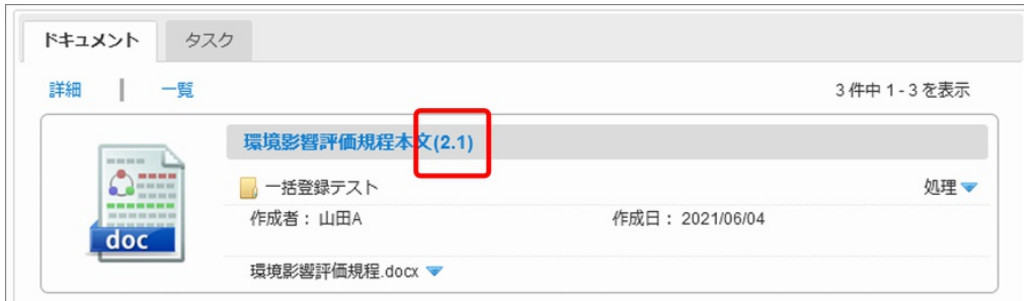 ドキュメント タスク
詳細 | 一覧 3 件中 1 - 3 を表示
環境影響評価規程本文(2.1)
一括登録テスト 処理
作成者： 山田A 作成日： 2021/06/04
doc
環境影響評価規程.docx